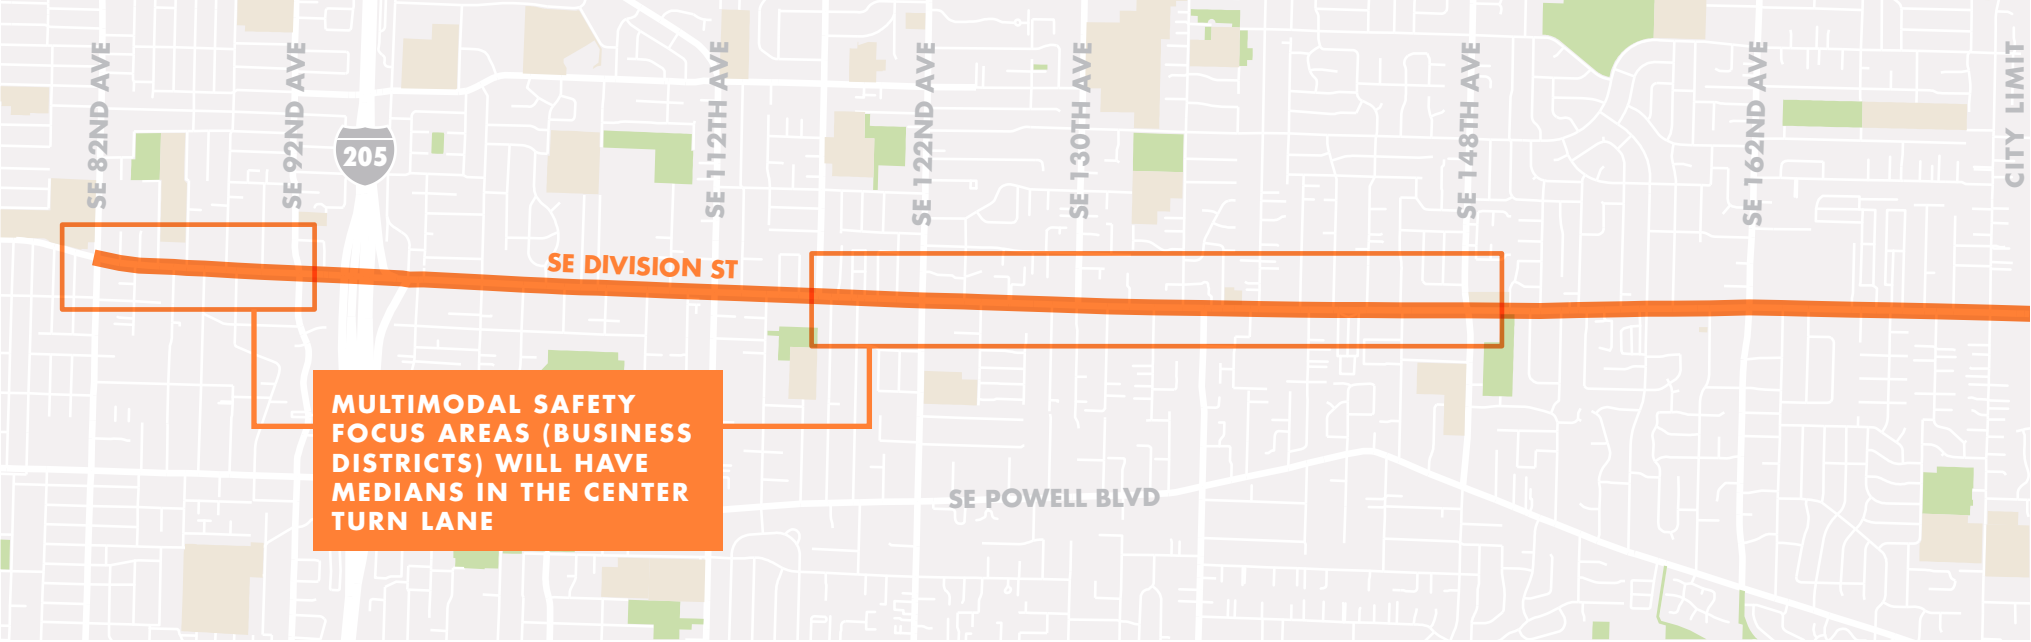 SE 82ND AVE
SE 92ND AVE
205
SE 112TH AVE
SE 122ND AVE
SE 130TH AVE
SE 148TH AVE
SE 162ND AVE
CITY LIMIT
SE DIVISION ST
MULTIMODAL SAFETY
FOCUS AREAS (BUSINESS
DISTRICTS) WILL HAVE
MEDIANS IN THE CENTER
TURN LANE
SE POWELL BLVD